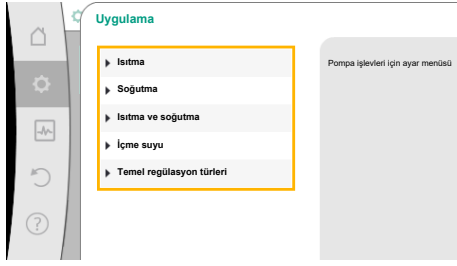 Uygulama
Isıtma
Soğutma
Isıtma ve soğutma
İçme suyu
Temel regülasyon türleri
Pompa işlevleri için ayar menüsü